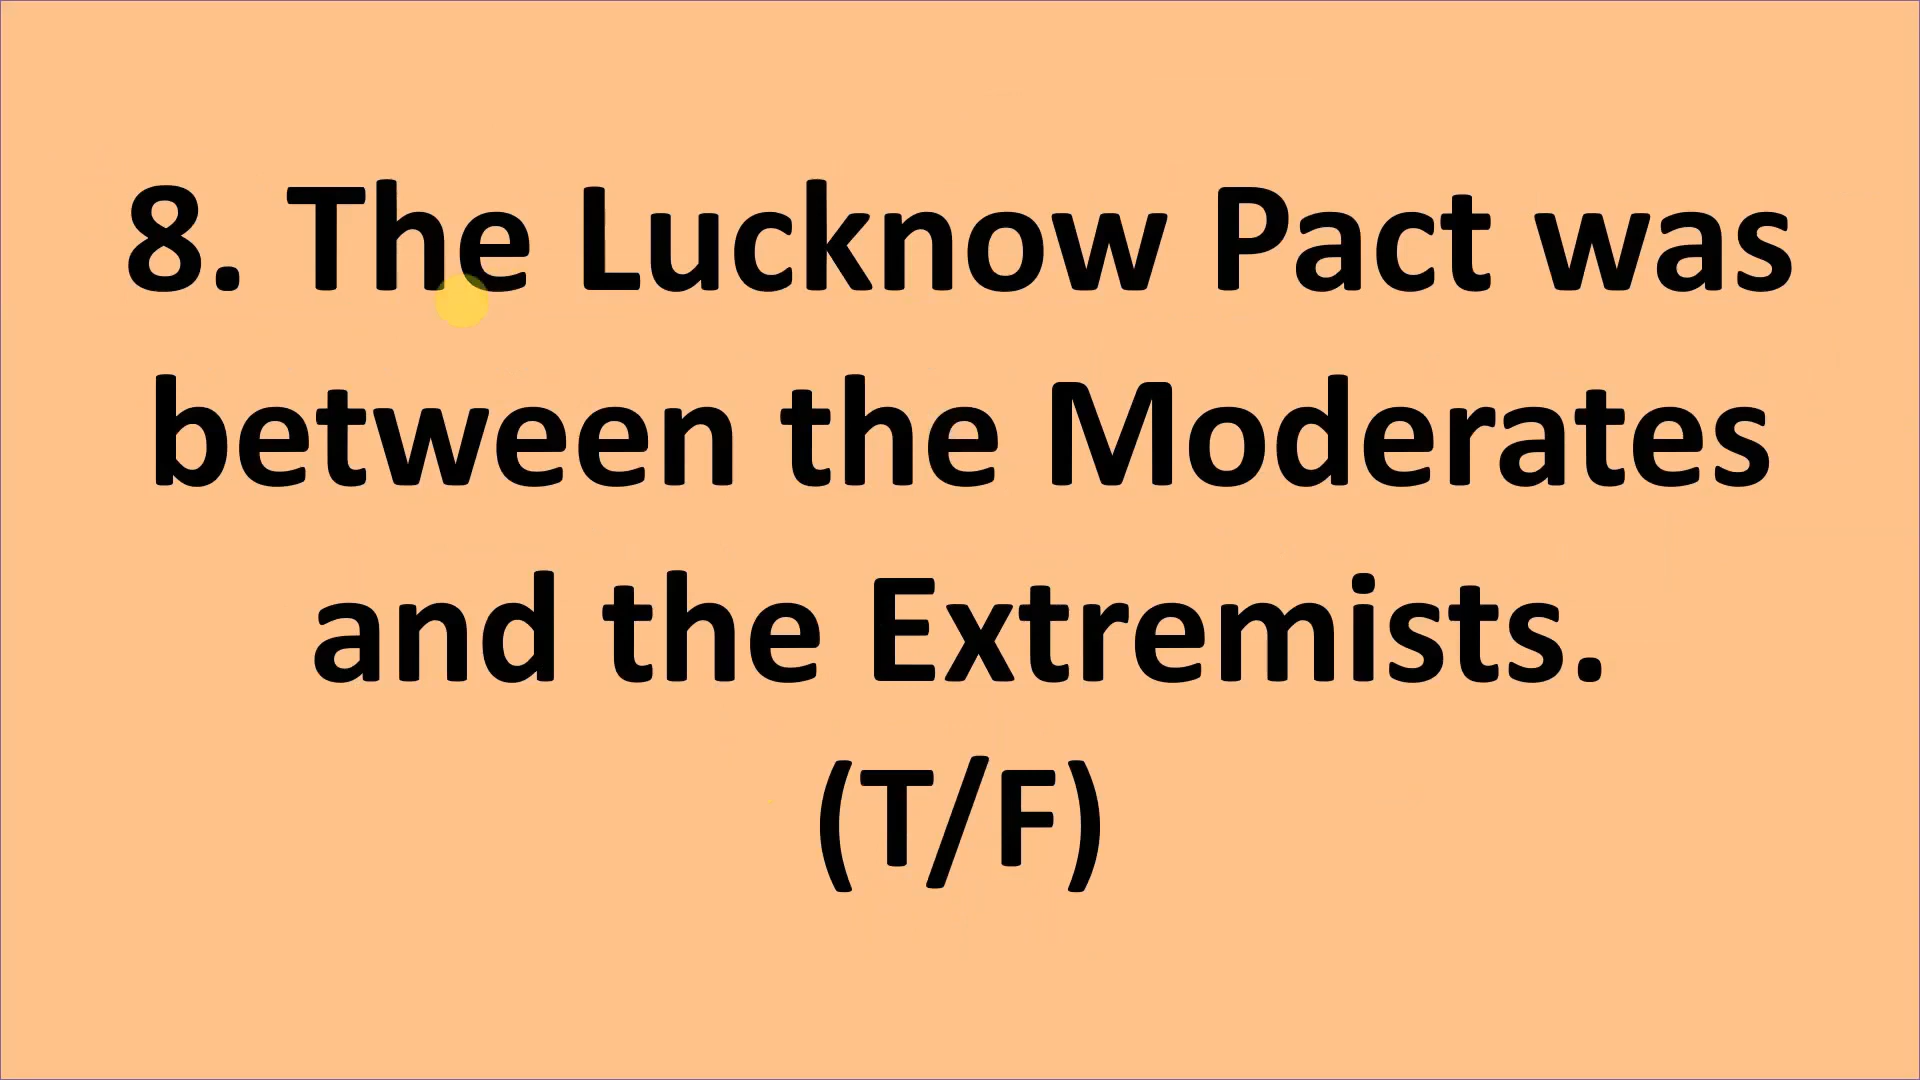 8. The Lucknow Pact was
between the Moderates
and the Extremists.
(T/F)